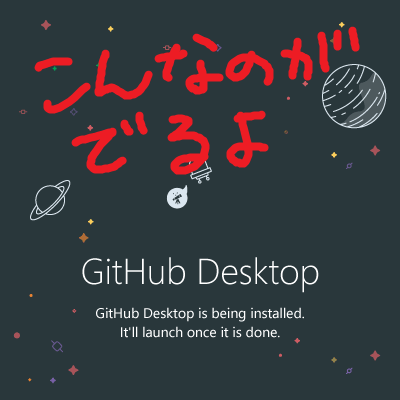 こんなのが
でるよ
GitHub Desktop
GitHub Desktop is being installed.
It'll launch once it is done.